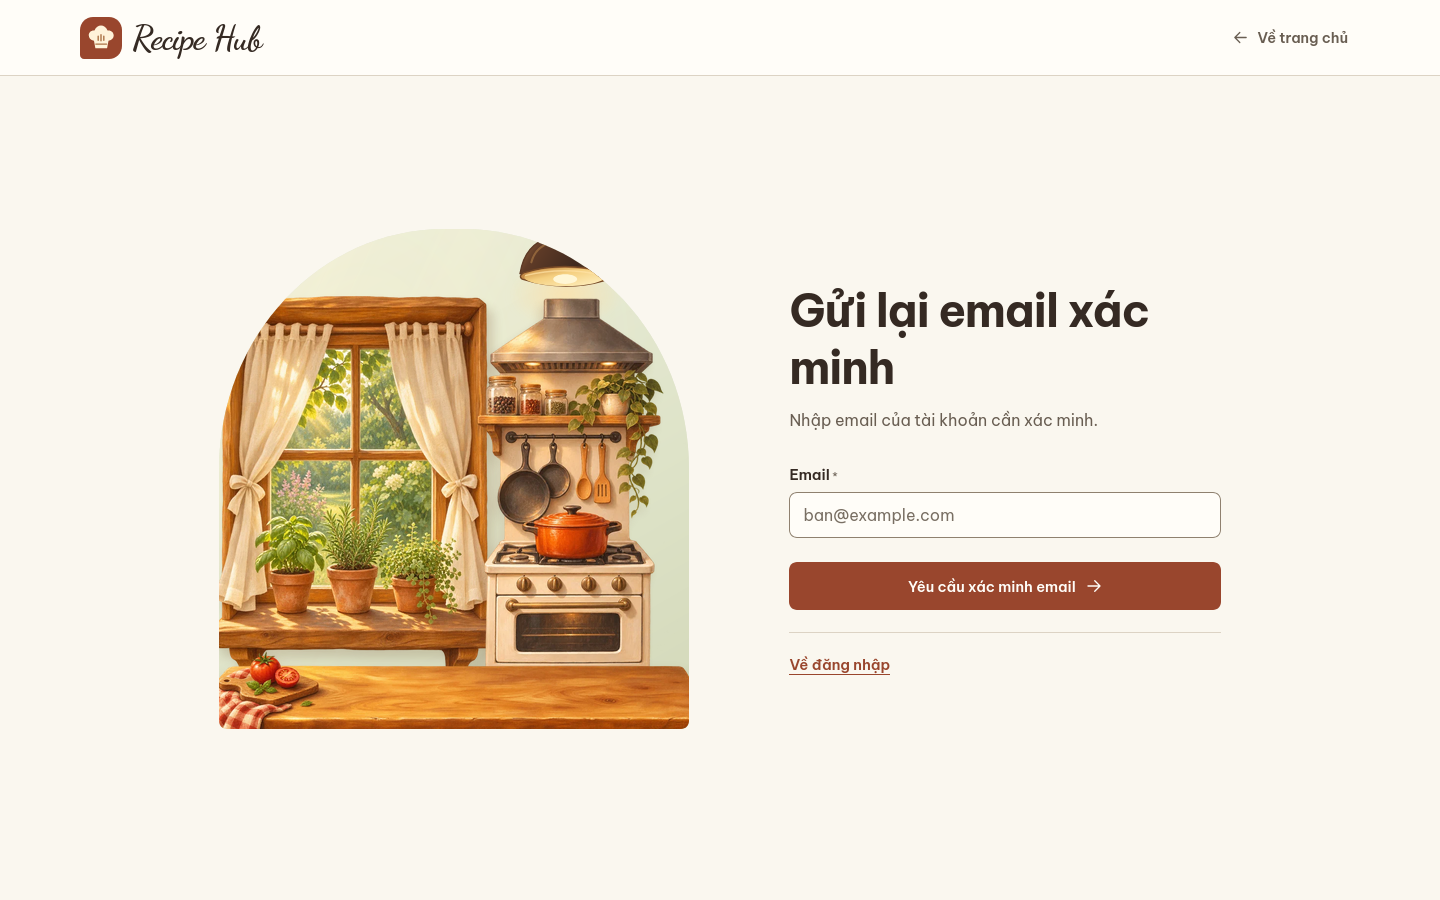 Recipe Hub
← Về trang chủ
Gửi lại email xác
minh
Nhập email của tài khoản cần xác minh.
Email *
ban@example.com
Yêu cầu xác minh email →
Về đăng nhập